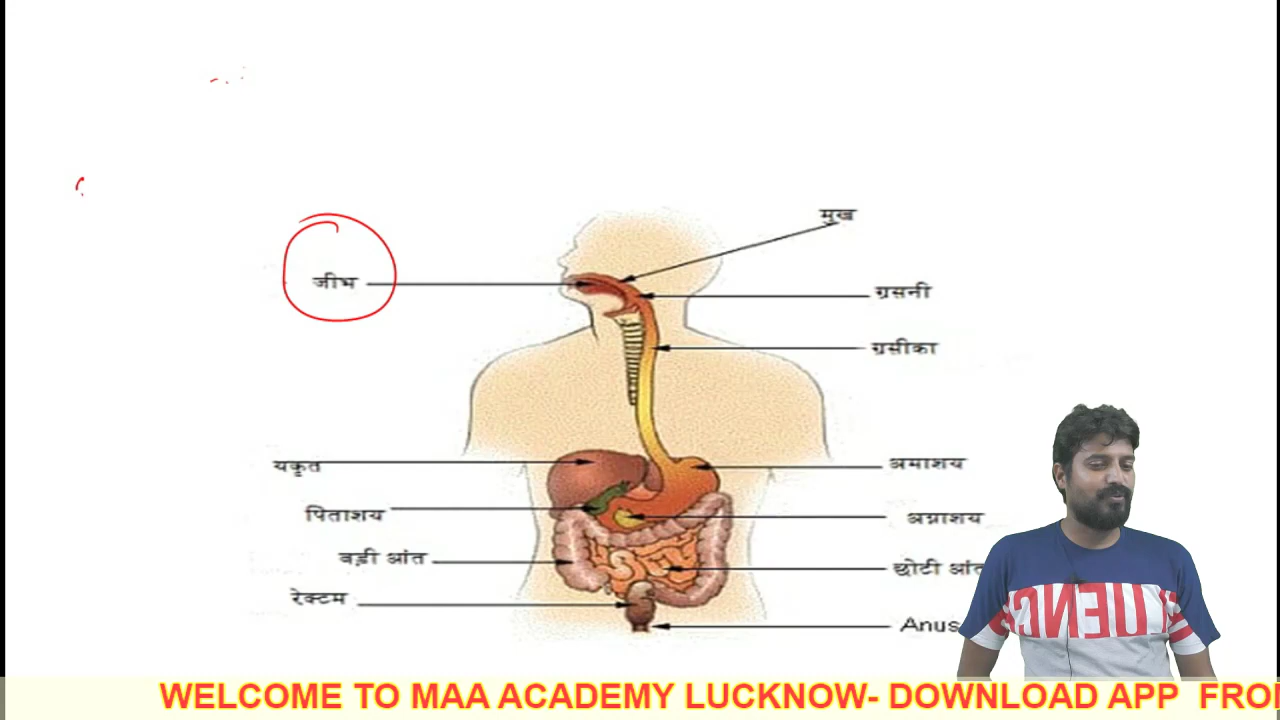 मुख
जीभ
ग्रसनी
ग्रसीका
यकृत
अमाशय
पिताशय
अग्नाशय
बड़ी आंत
छोटी आंत
रेक्टम
Anus
WELCOME TO MAA ACADEMY LUCKNOW- DOWNLOAD APP